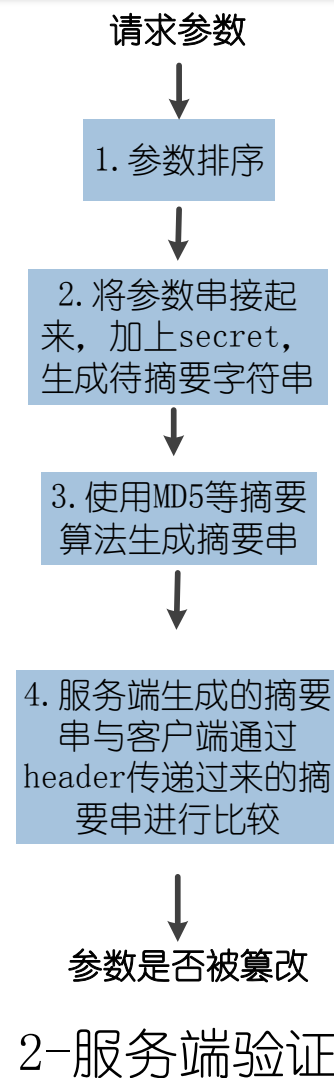 请求参数
1.参数排序
2.将参数串接起
来，加上secret，
生成待摘要字符串
3.使用MD5等摘要
算法生成摘要串
4.服务端生成的摘要
串与客户端通过
header传递过来的摘
要串进行比较
参数是否被篡改
2-服务端验证